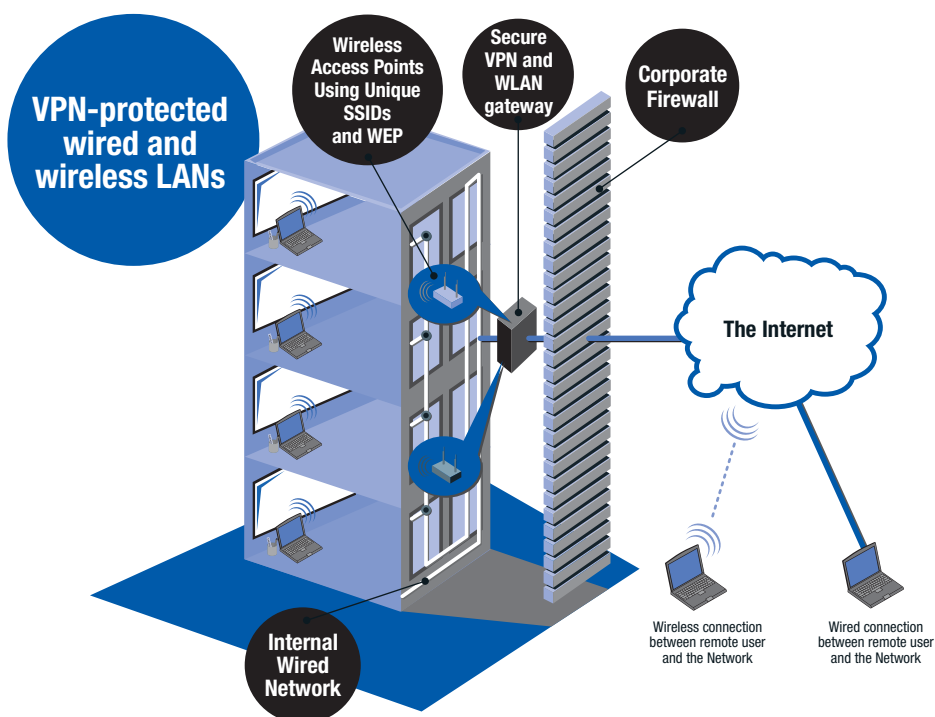 VPN-protected
wired and
wireless LANs
Wireless
Access Points
Using Unique
SSIDs
and WEP
Secure
VPN and
WLAN
gateway
Corporate
Firewall
The Internet
Internal
Wired
Network
Wireless connection
between remote user
and the Network
Wired connection
between remote user
and the Network